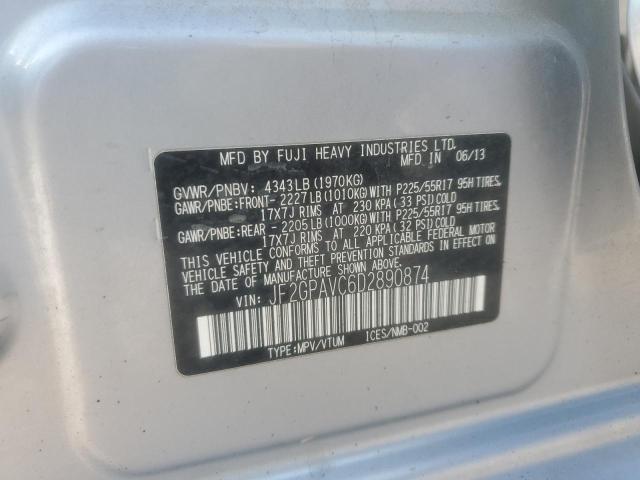 MFD BY FUJI HEAVY INDUSTRIES LTD.
MFD IN 06/13
GVWR/PNBV: 4343LB(1970KG)
GAWR/PNBE:FRONT- 2227LB(1010KG)WITH P225/55R17 95H TIRES,
17X7J RIMS AT 230 KPA(33 PSI)COLD
GAWR/PNBE:REAR - 2205LB(1000KG)WITH P225/55R17 95H TIRES,
17X7J RIMS AT 220 KPA(32 PSI)COLD
THIS VEHICLE CONFORMS TO ALL APPLICABLE FEDERAL MOTOR
VEHICLE SAFETY AND THEFT PREVENTION STANDARDS IN EFFECT ON
THE DATE OF MANUFACTURE SHOWN ABOVE.
VIN: JF2GPAVC6D2890874
TYPE:MPV/VTUM ICES/NMB-002